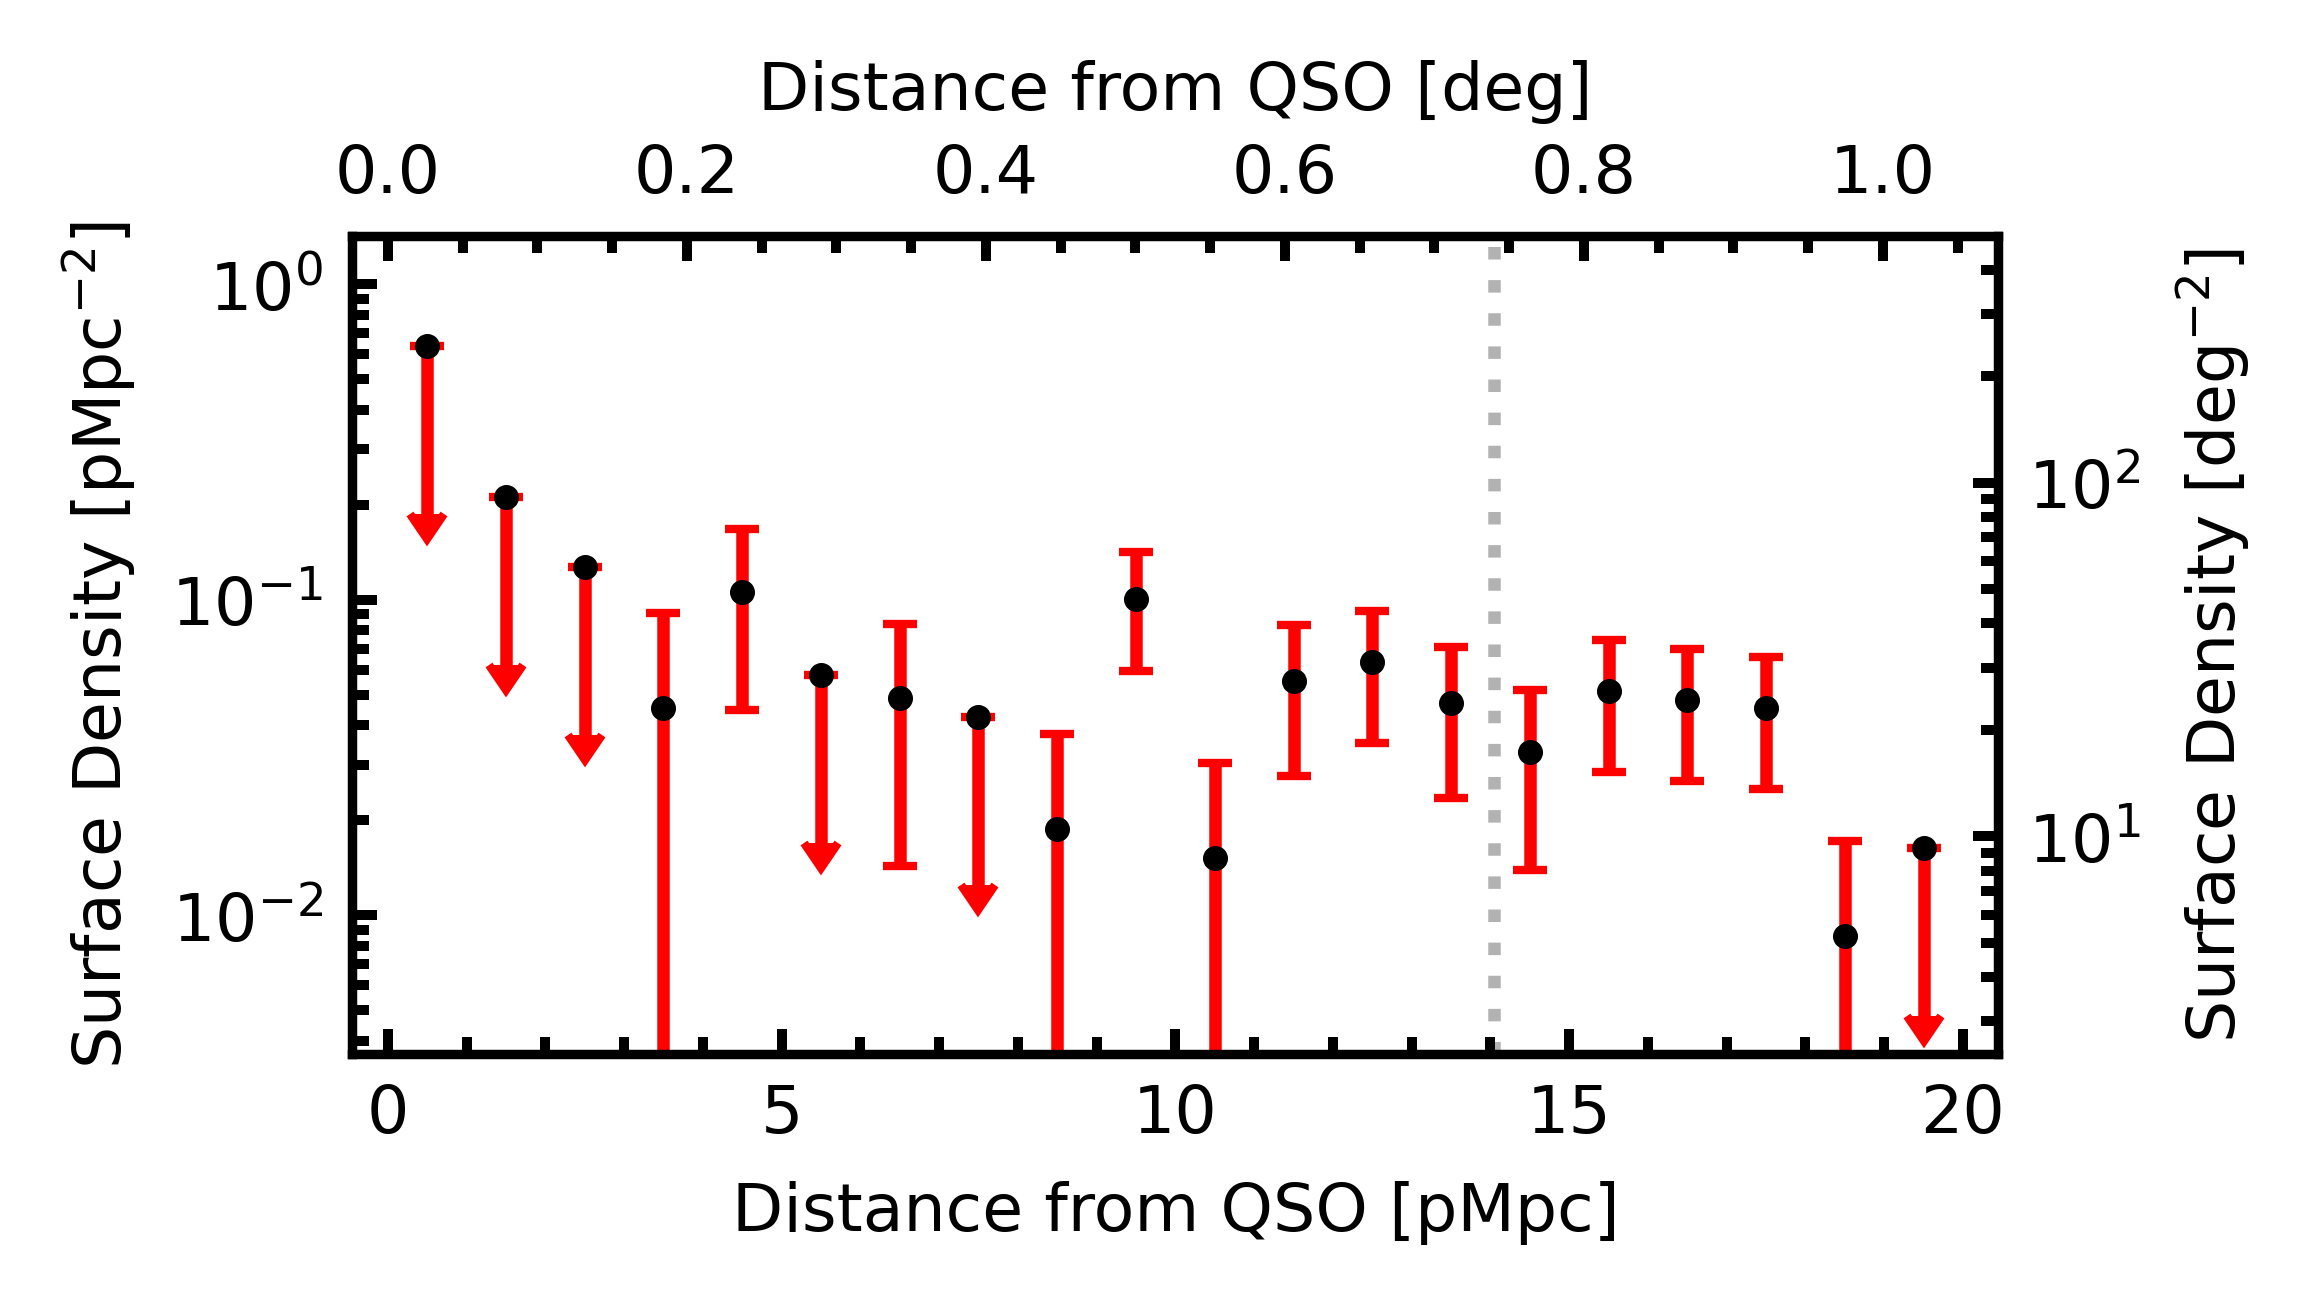 Distance from QSO [deg]
0.0 0.2 0.4 0.6 0.8 1.0
Surface Density [pMpc⁻²]
10⁰
10⁻¹
10⁻²
10²
10¹
Surface Density [deg⁻²]
0 5 10 15 20
Distance from QSO [pMpc]